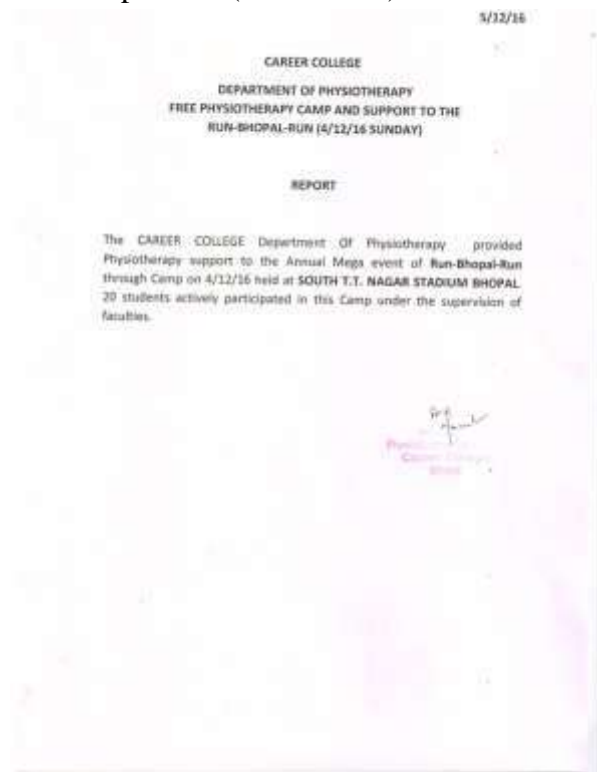 5/12/16
CAREER COLLEGE
DEPARTMENT OF PHYSIOTHERAPY
FREE PHYSIOTHERAPY CAMP AND SUPPORT TO THE
RUN-BHOPAL-RUN (4/12/16 SUNDAY)
REPORT
The CAREER COLLEGE Department Of Physiotherapy provided
Physiotherapy support to the Annual Mega event of Run-Bhopal-Run
through Camp on 4/12/16 held at SOUTH T.T. NAGAR STADIUM BHOPAL.
20 students actively participated in this Camp under the supervision of
faculties.
Career College